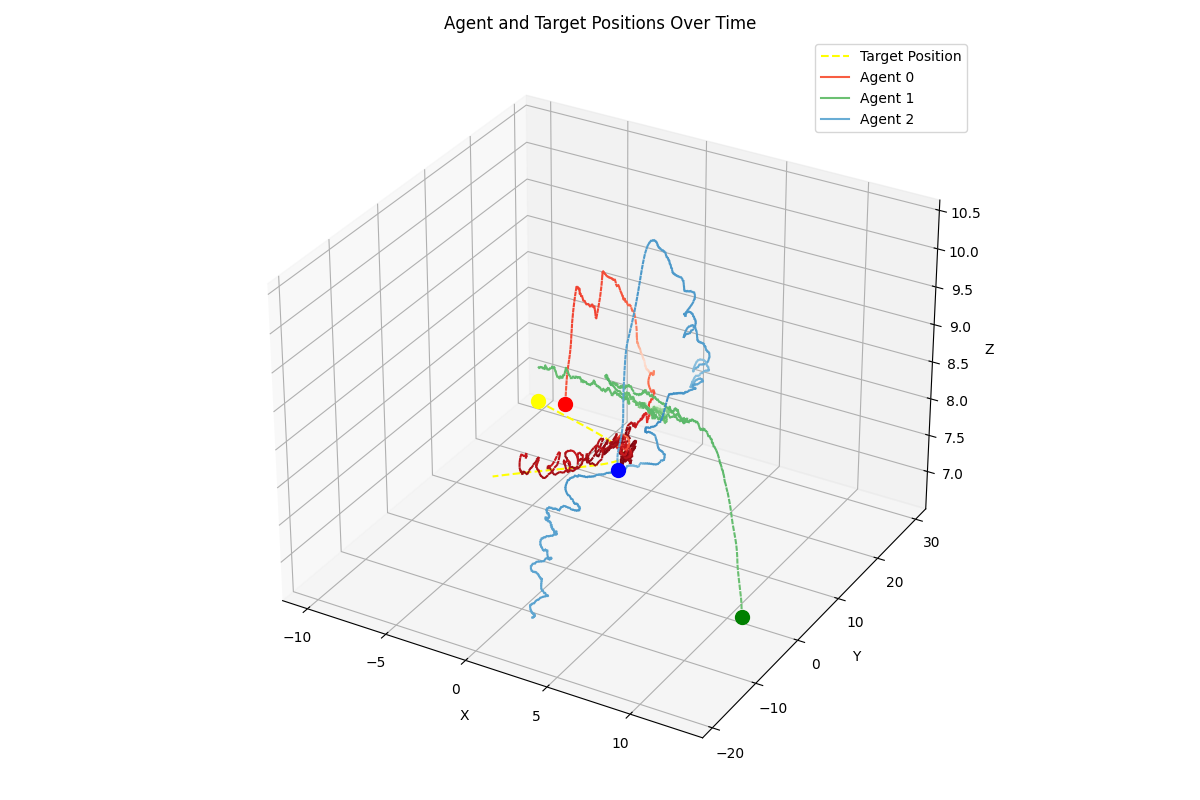 Agent and Target Positions Over Time
Target Position
Agent 0
Agent 1
Agent 2
10.5
10.0
9.5
9.0
8.5
8.0
7.5
7.0
Z
30
20
10
0
−10
−20
Y
−10
−5
0
5
10
X